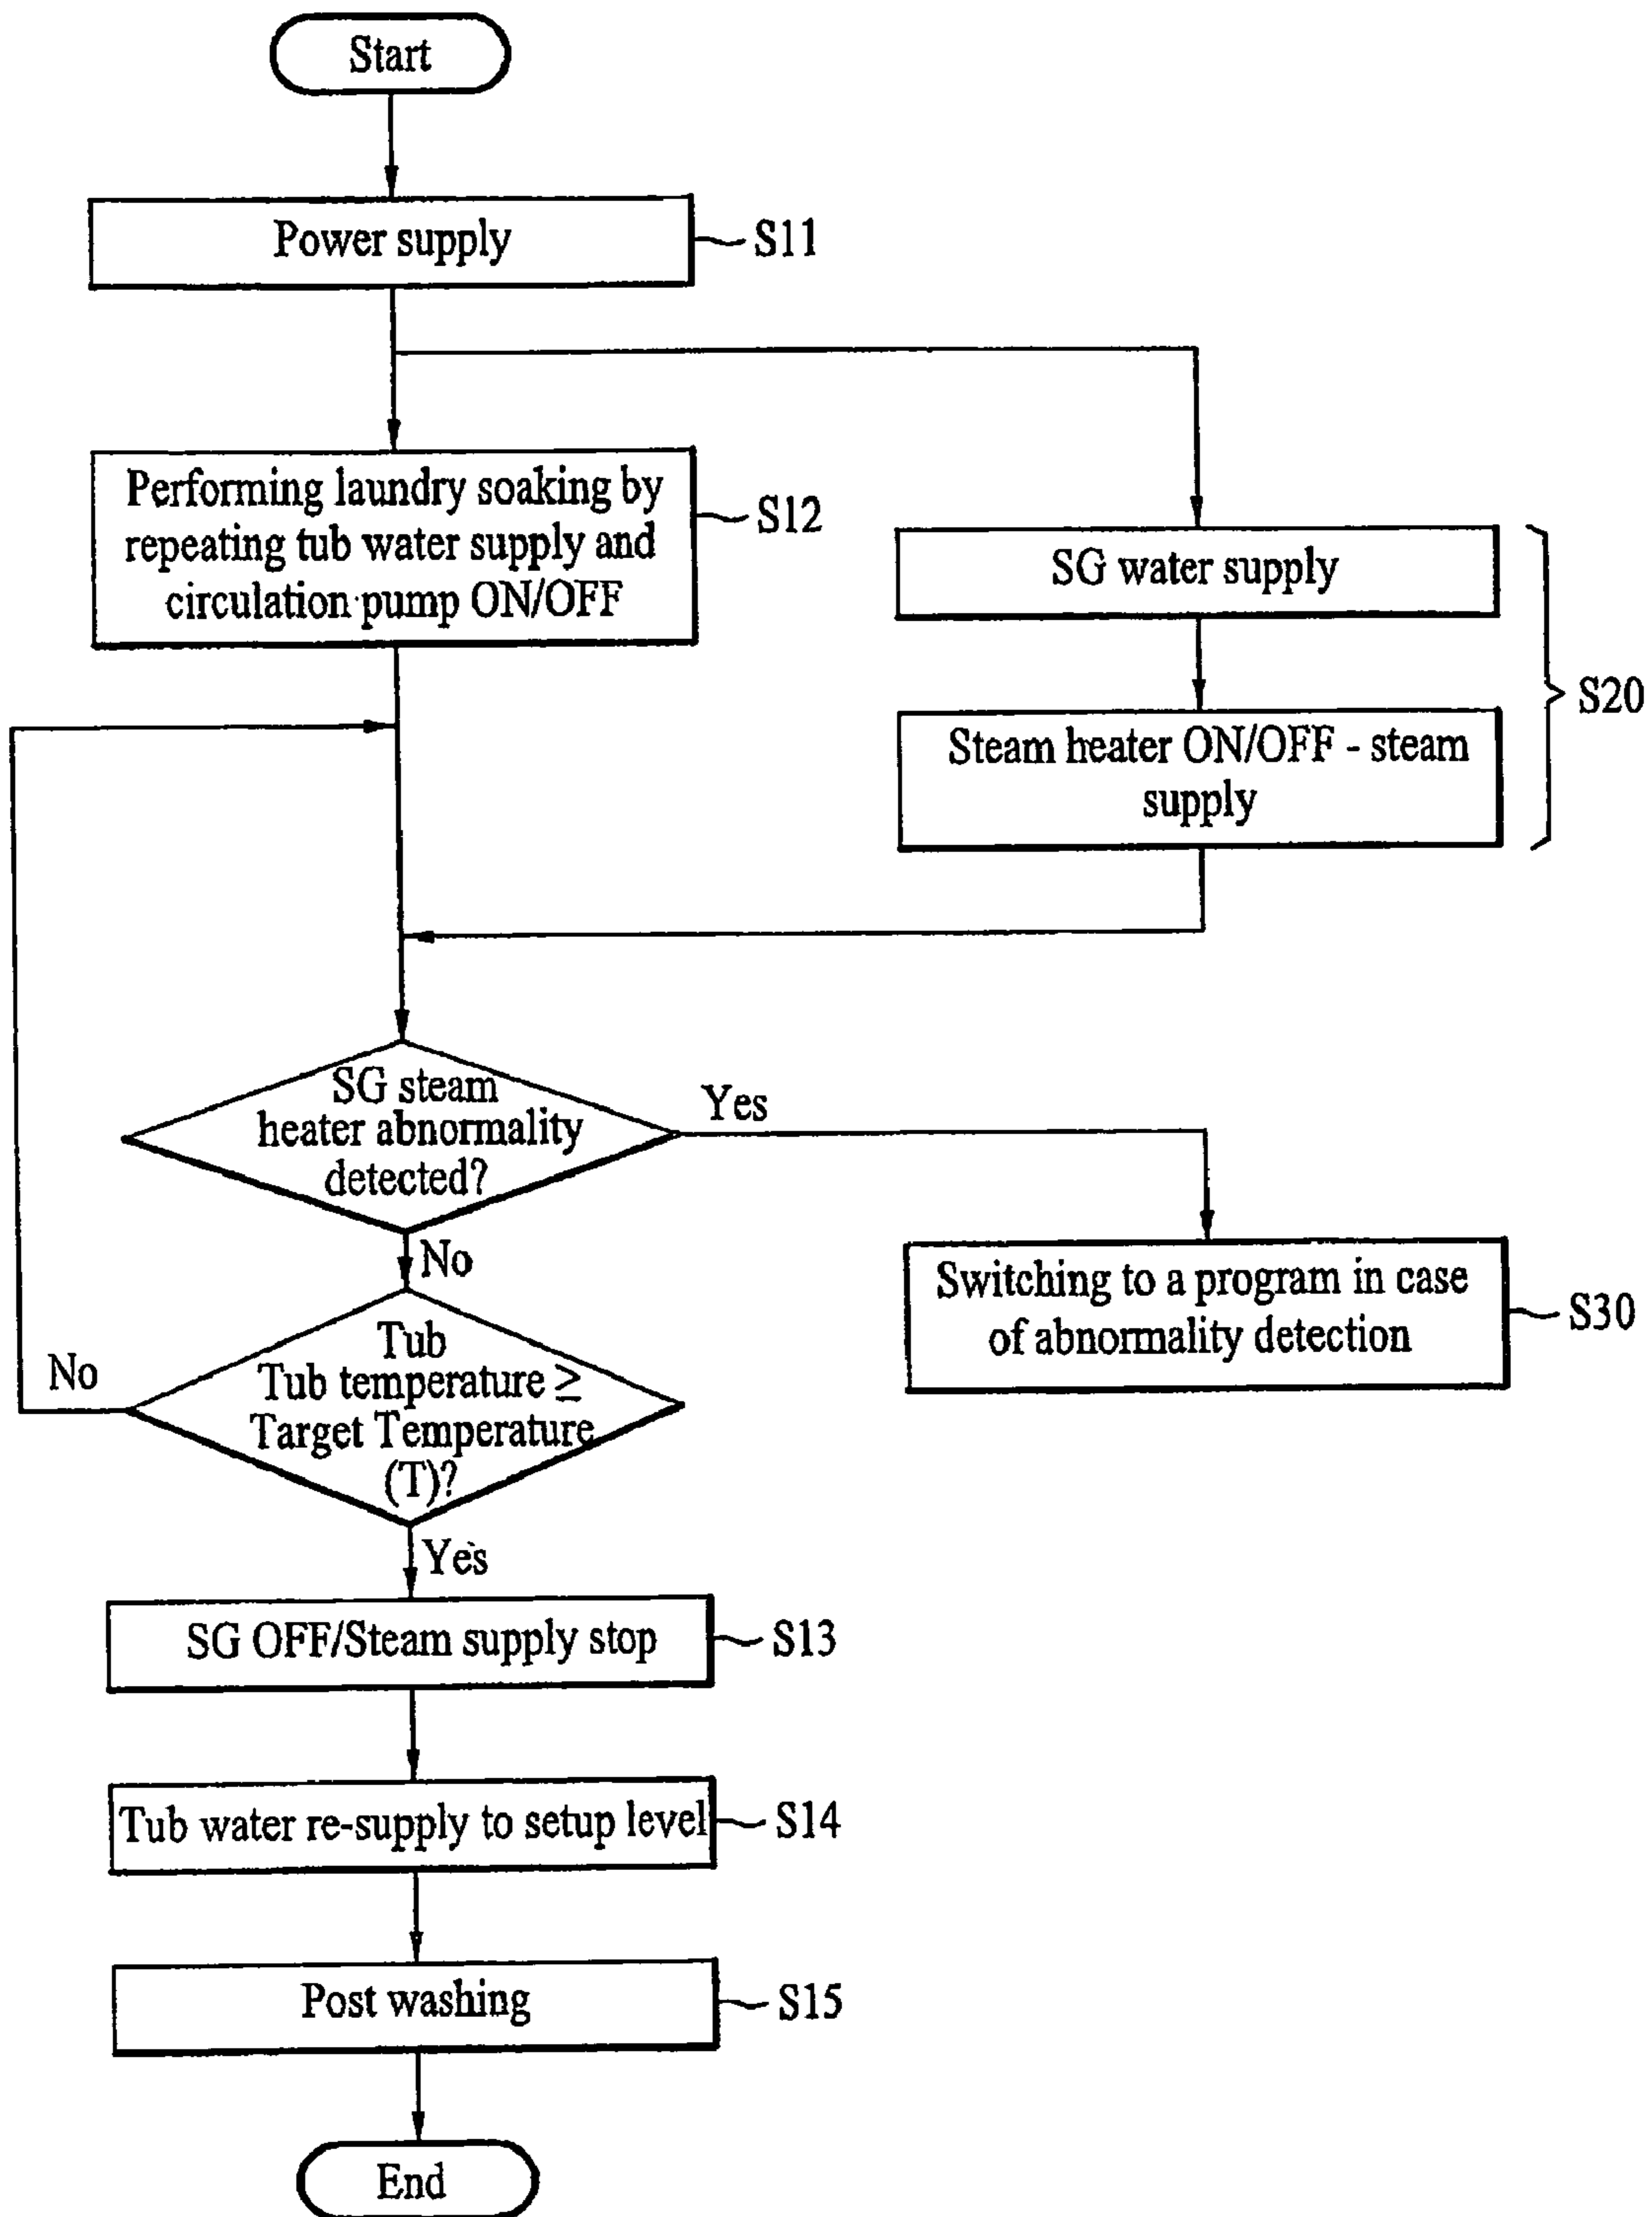 Start
Power supply
S11
Performing laundry soaking by
repeating tub water supply and
circulation pump ON/OFF
S12
SG water supply
Steam heater ON/OFF - steam
supply
S20
SG steam
heater abnormality
detected?
Yes
No
Switching to a program in case
of abnormality detection
S30
Tub
Tub temperature ≥
Target Temperature
(T)?
No
Yes
SG OFF/Steam supply stop
S13
Tub water re-supply to setup level
S14
Post washing
S15
End